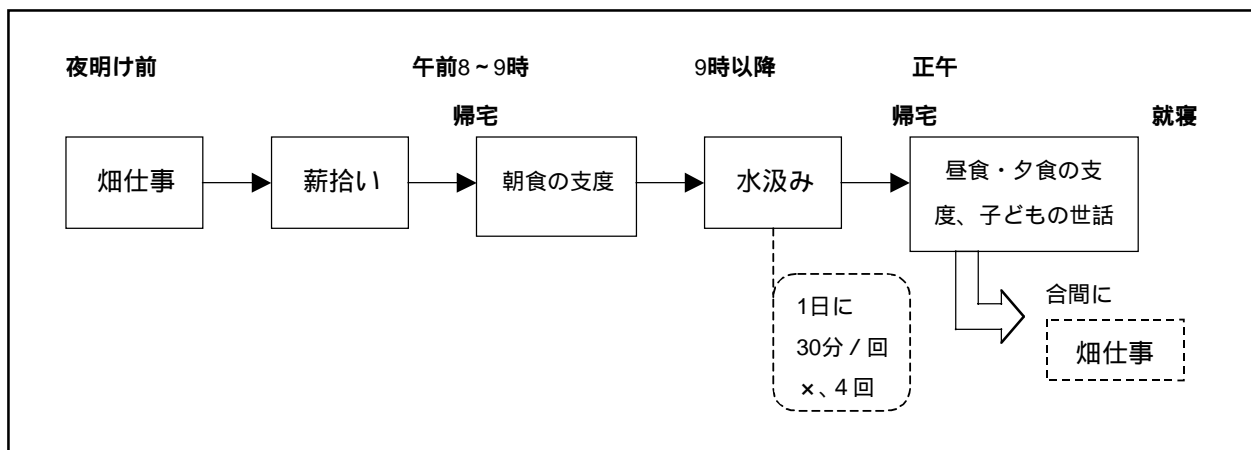 夜明け前
午前8~9時
9時以降
正午
帰宅
帰宅
就寝
畑仕事
薪拾い
朝食の支度
水汲み
昼食・夕食の支
度、子どもの世話
1日に
30分/回
×、4回
合間に
畑仕事